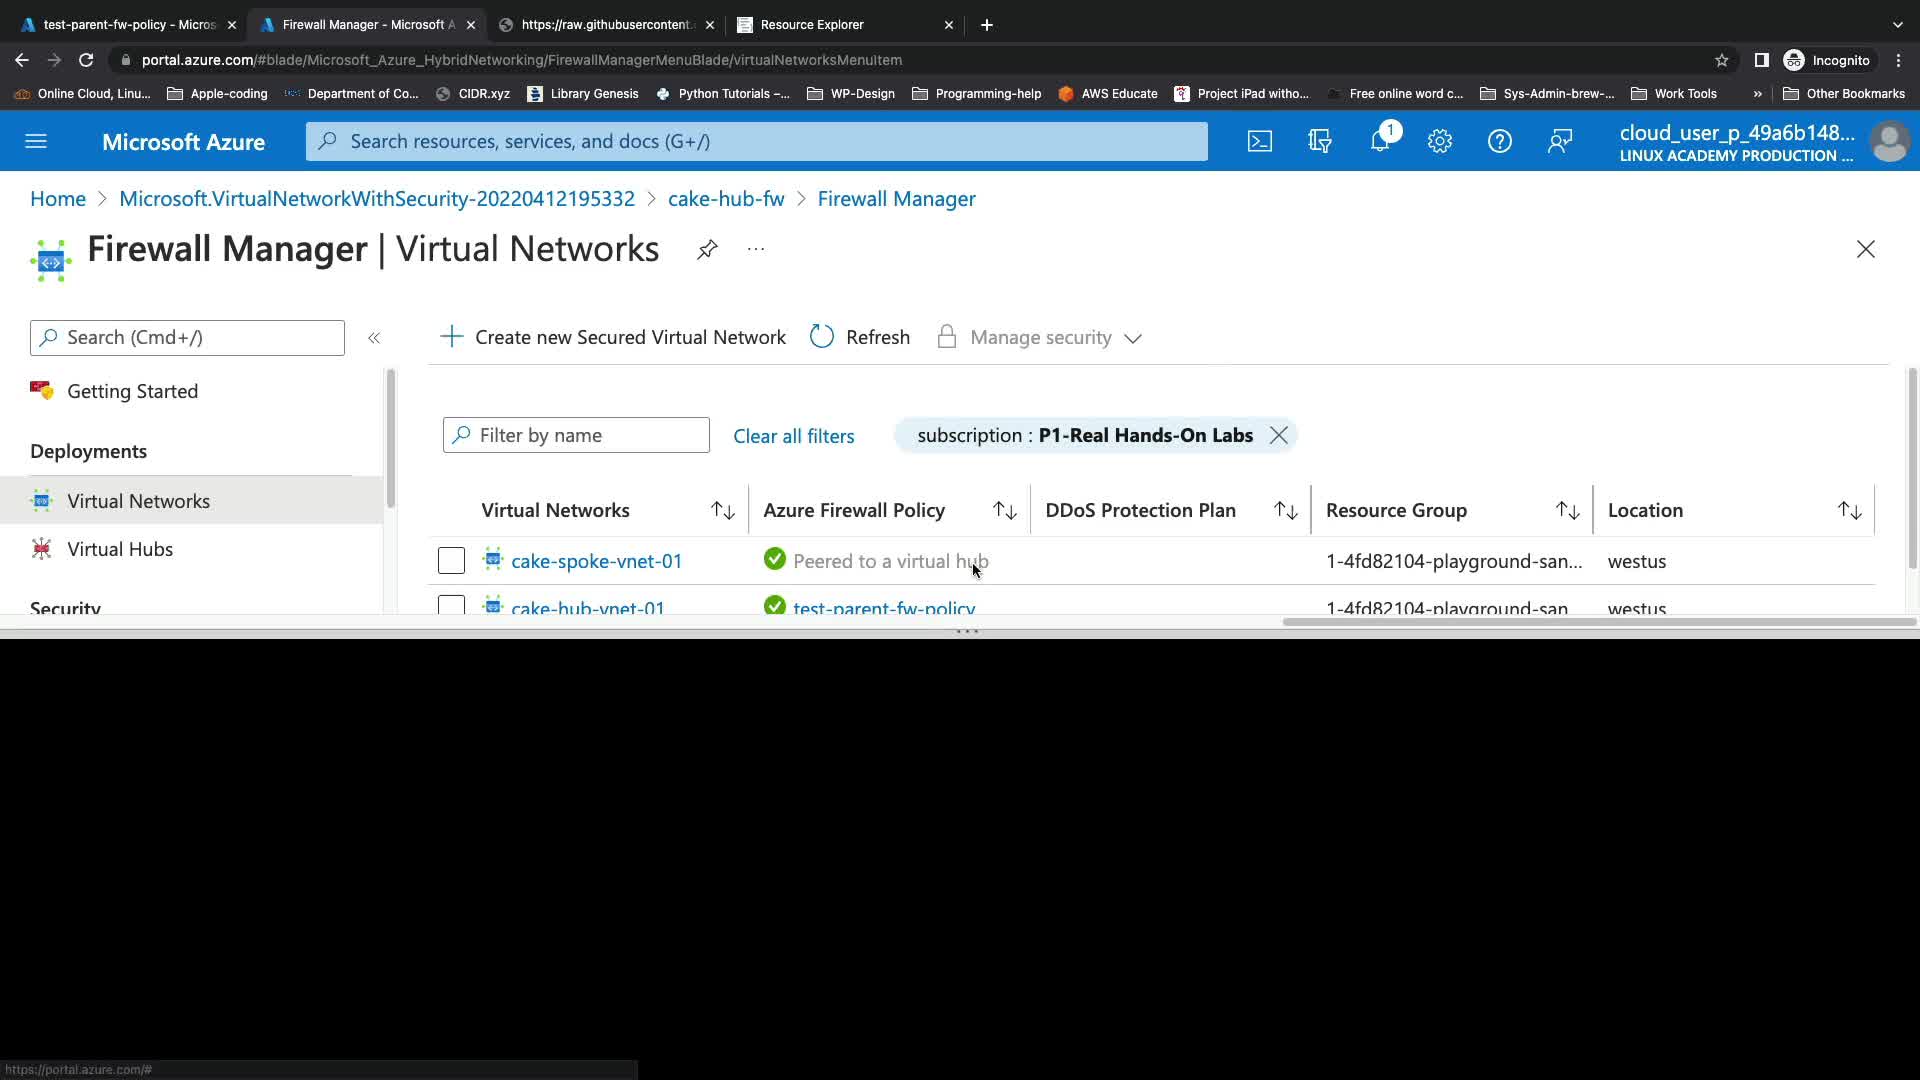 test-parent-fw-policy - Micros
Firewall Manager - Microsoft A
https://raw.githubusercontent.
Resource Explorer
portal.azure.com/#blade/Microsoft_Azure_HybridNetworking/FirewallManagerMenuBlade/virtualNetworksMenuItem
Incognito
Online Cloud, Linu...
Apple-coding
Department of Co...
CIDR.xyz
Library Genesis
Python Tutorials –...
WP-Design
Programming-help
AWS Educate
Project iPad witho...
Free online word c...
Sys-Admin-brew-...
Work Tools
»
Other Bookmarks
Microsoft Azure
Search resources, services, and docs (G+/)
1
cloud_user_p_49a6b148...
LINUX ACADEMY PRODUCTION ...
Home > Microsoft.VirtualNetworkWithSecurity-20220412195332 > cake-hub-fw > Firewall Manager
Firewall Manager | Virtual Networks
...
Search (Cmd+/)
«
Create new Secured Virtual Network
Refresh
Manage security
Getting Started
Deployments
Virtual Networks
Virtual Hubs
Security
Filter by name
Clear all filters
subscription : P1-Real Hands-On Labs
Virtual Networks Azure Firewall Policy DDoS Protection Plan Resource Group Location
cake-spoke-vnet-01 Peered to a virtual hub 1-4fd82104-playground-san... westus
cake-hub-vnet-01 test-parent-fw-policy 1-4fd82104-playground-san westus
https://portal.azure.com/#